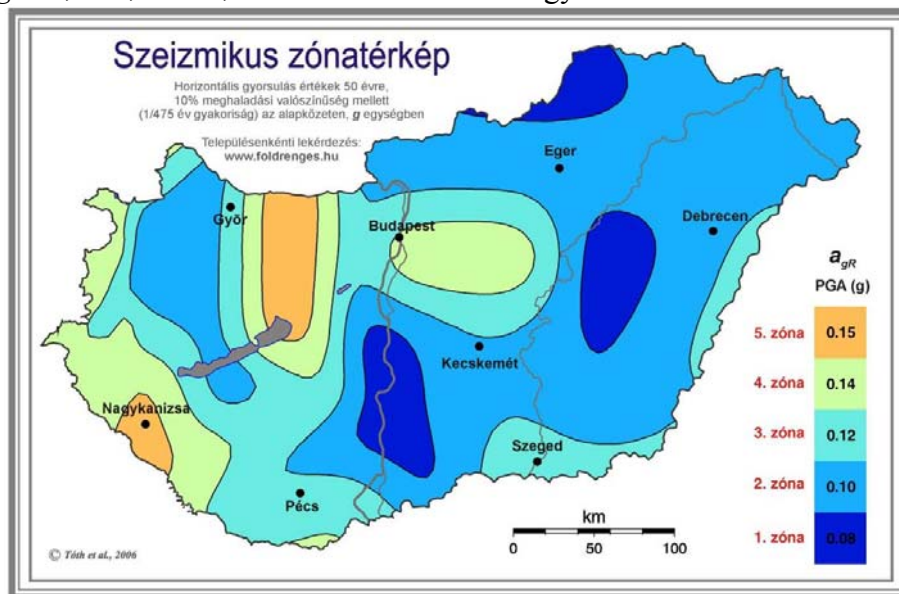 Szeizmikus zónatérkép
Horizontális gyorsulás értékek 50 évre,
10% meghaladási valószínűség mellett
(1/475 év gyakoriság) az alapkőzeten, g egységben
Településenkénti lekérdezés:
www.foldrenges.hu
Eger
Győr
Budapest
Debrecen
Kecskemét
Nagykanizsa
Szeged
Pécs
a_gR
PGA (g)
5. zóna 0.15
4. zóna 0.14
3. zóna 0.12
2. zóna 0.10
1. zóna 0.08
km
0 50 100
© Tóth et al., 2006